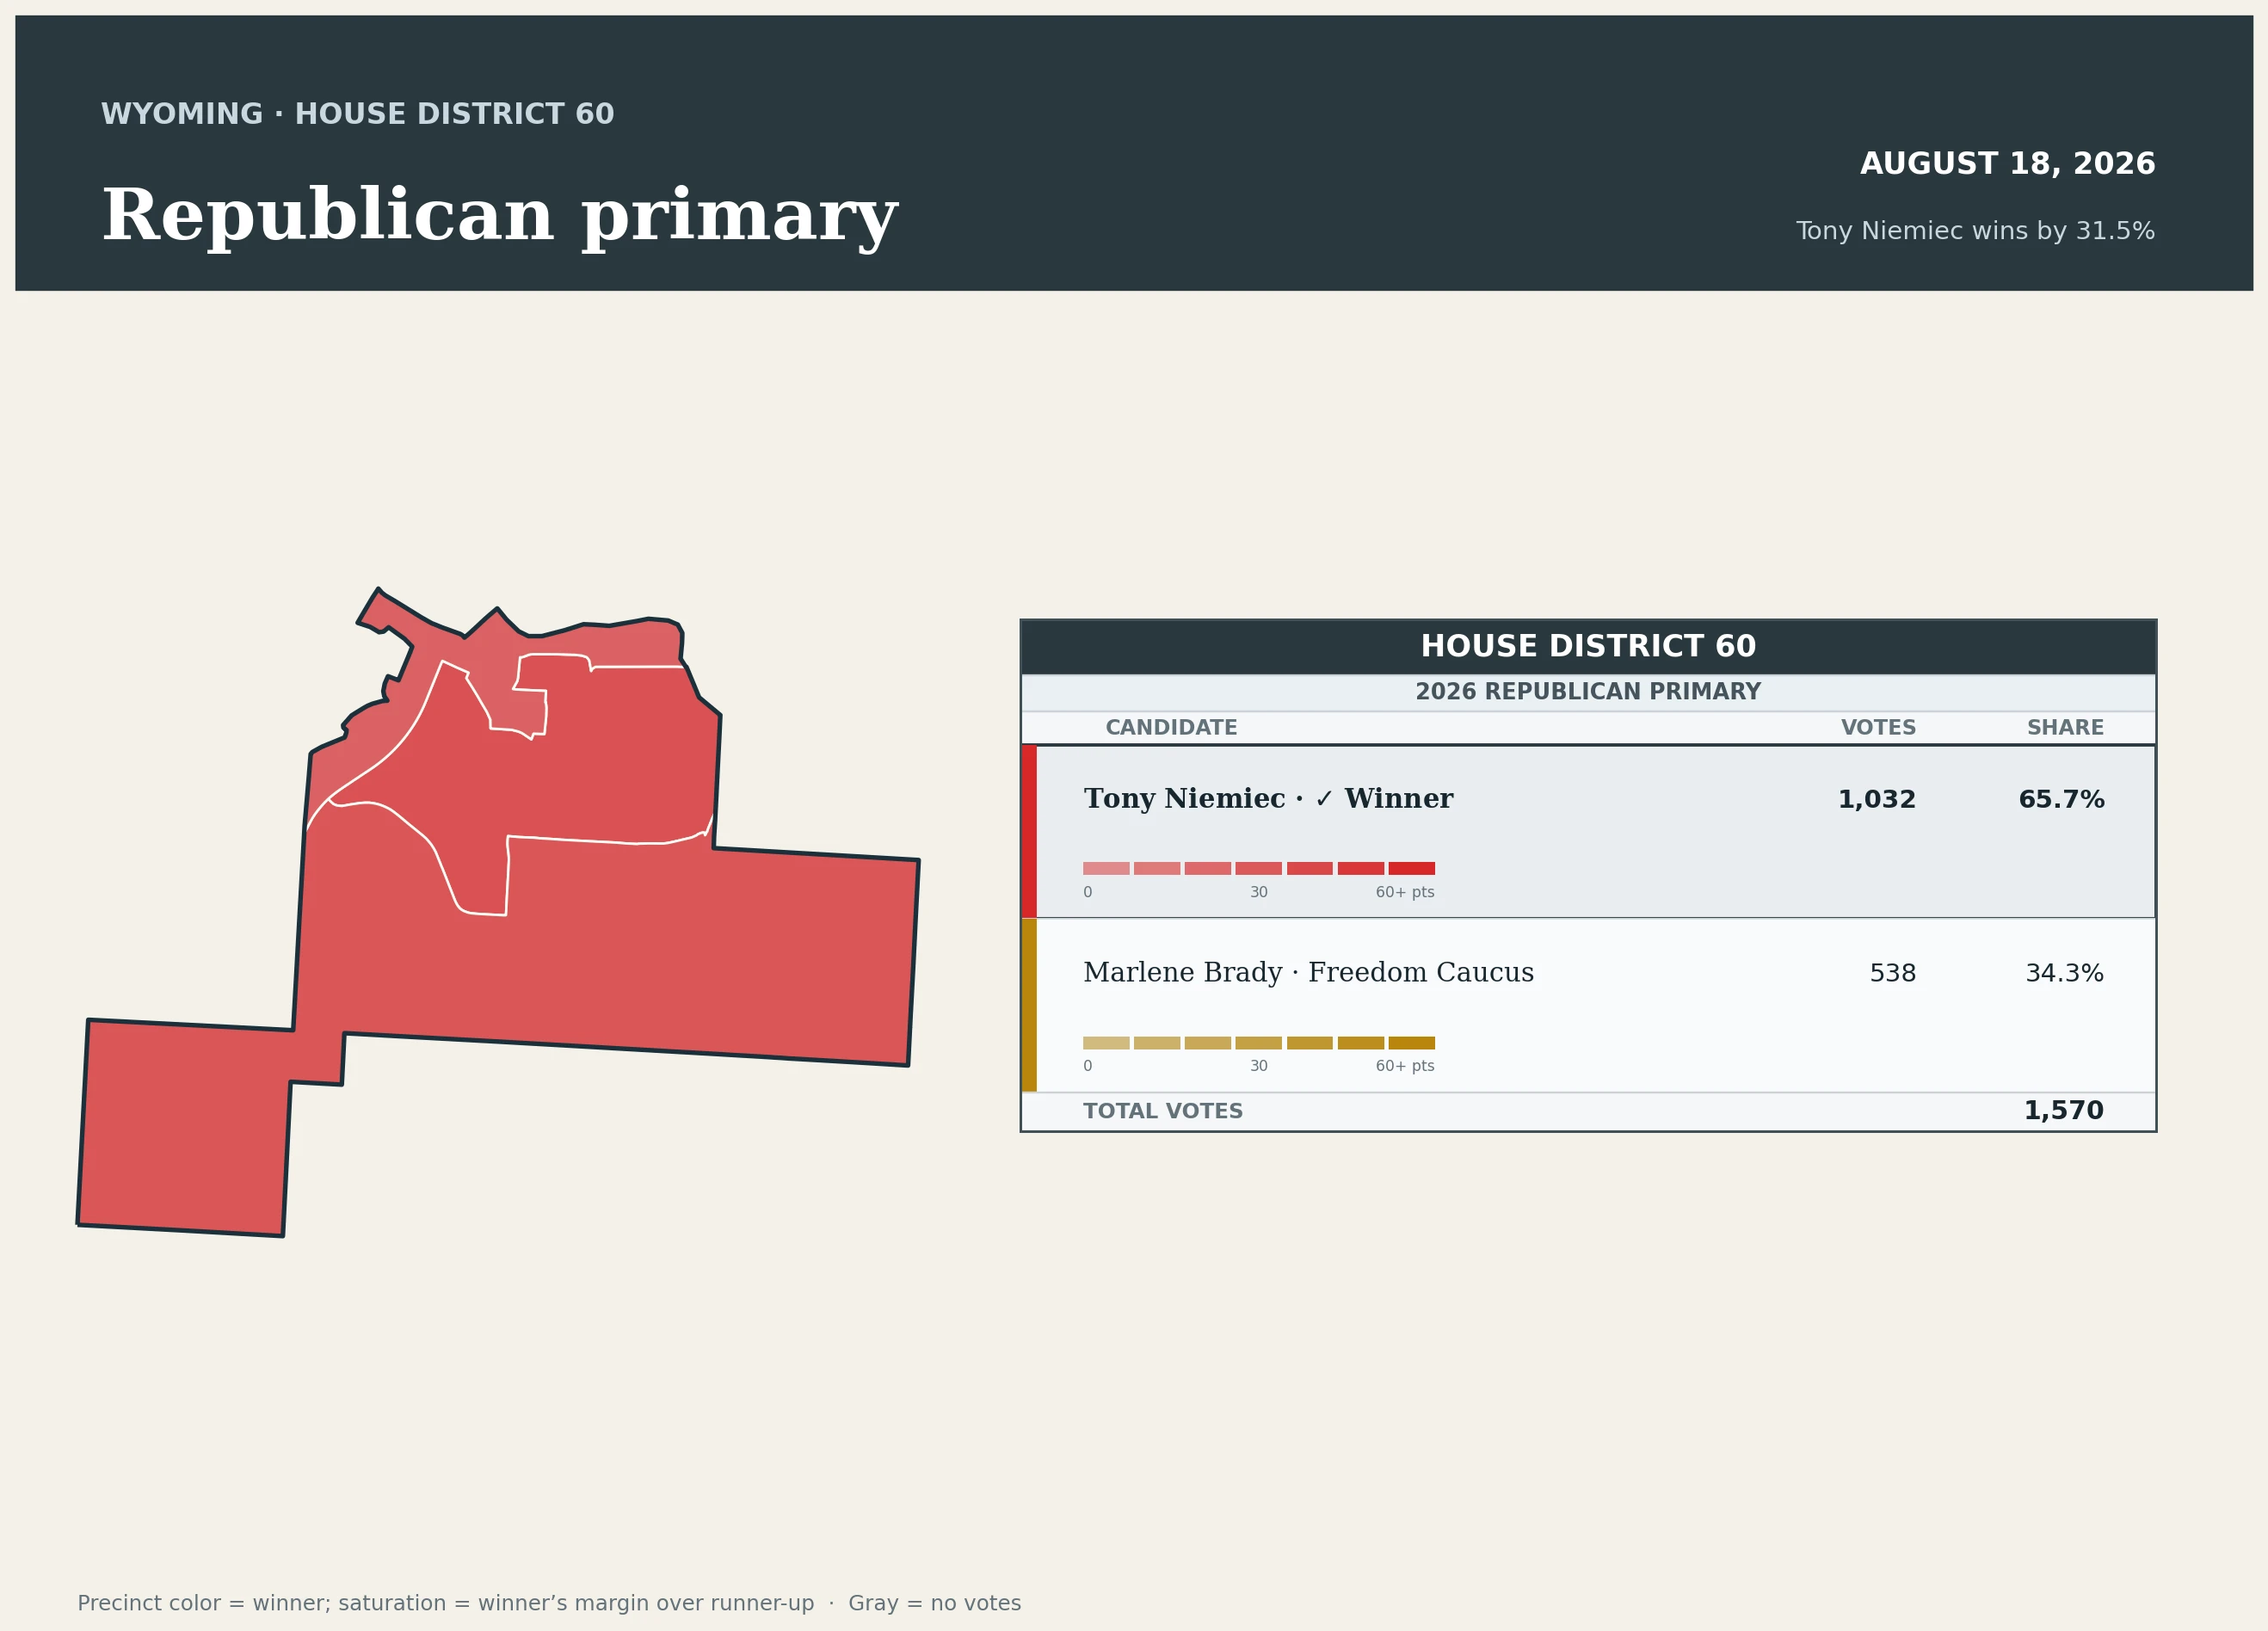 WYOMING · HOUSE DISTRICT 60
Republican primary
AUGUST 18, 2026
Tony Niemiec wins by 31.5%
HOUSE DISTRICT 60
2026 REPUBLICAN PRIMARY
CANDIDATE VOTES SHARE
Tony Niemiec · ✓ Winner 1,032 65.7%
0 30 60+ pts
Marlene Brady · Freedom Caucus 538 34.3%
0 30 60+ pts
TOTAL VOTES 1,570
Precinct color = winner; saturation = winner’s margin over runner-up · Gray = no votes